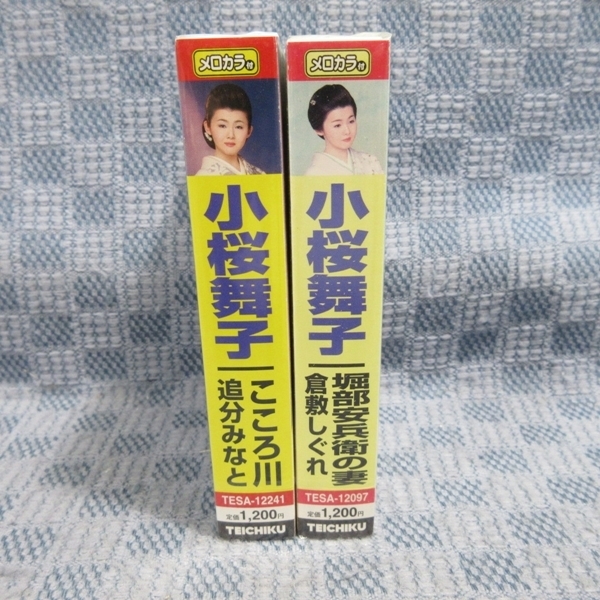 メロカラ付
小桜舞子
こころ川
追分みなと
TESA-12241
定価1,200円
TEICHIKU
メロカラ付
小桜舞子
堀部安兵衛の妻
倉敷しぐれ
TESA-12097
定価1,200円
TEICHIKU